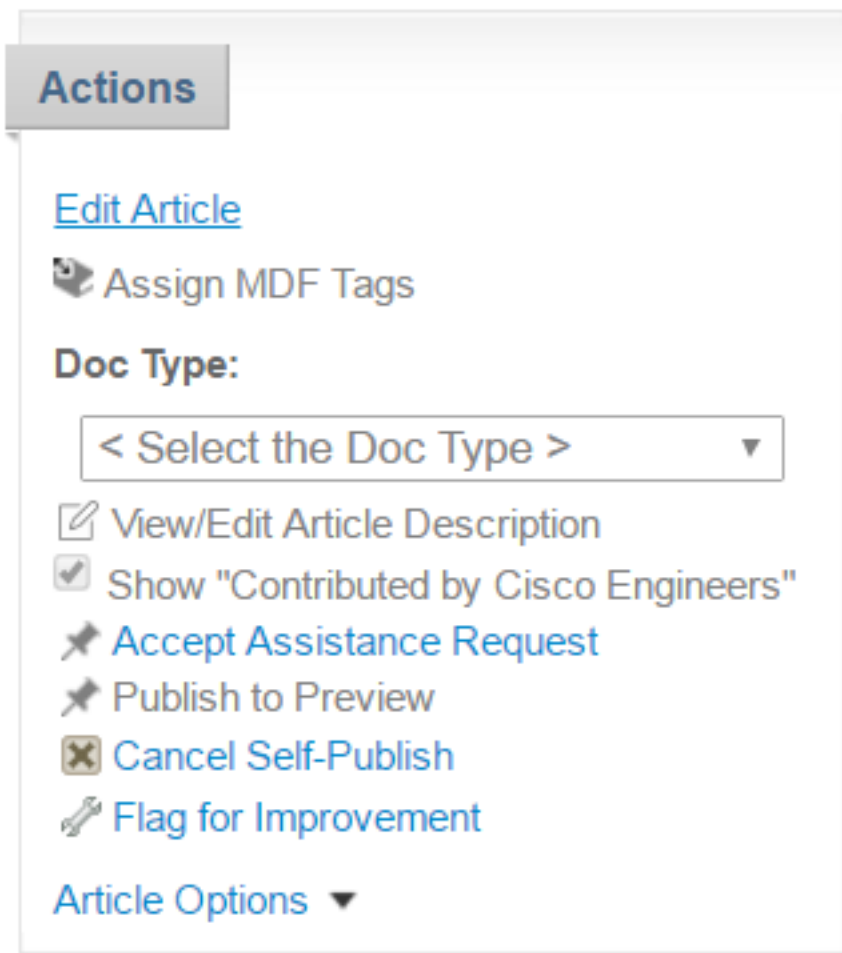 Actions
Edit Article
Assign MDF Tags
Doc Type:
< Select the Doc Type >
View/Edit Article Description
Show "Contributed by Cisco Engineers"
Accept Assistance Request
Publish to Preview
Cancel Self-Publish
Flag for Improvement
Article Options